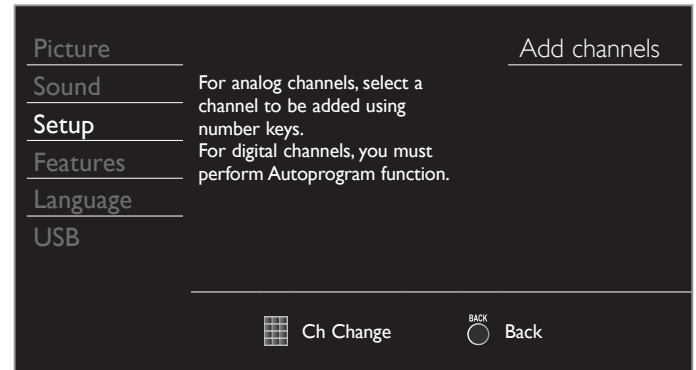 Picture
Sound
Setup
Features
Language
USB
Add channels
For analog channels, select a
channel to be added using
number keys.
For digital channels, you must
perform Autoprogram function.
Ch Change
BACK
Back